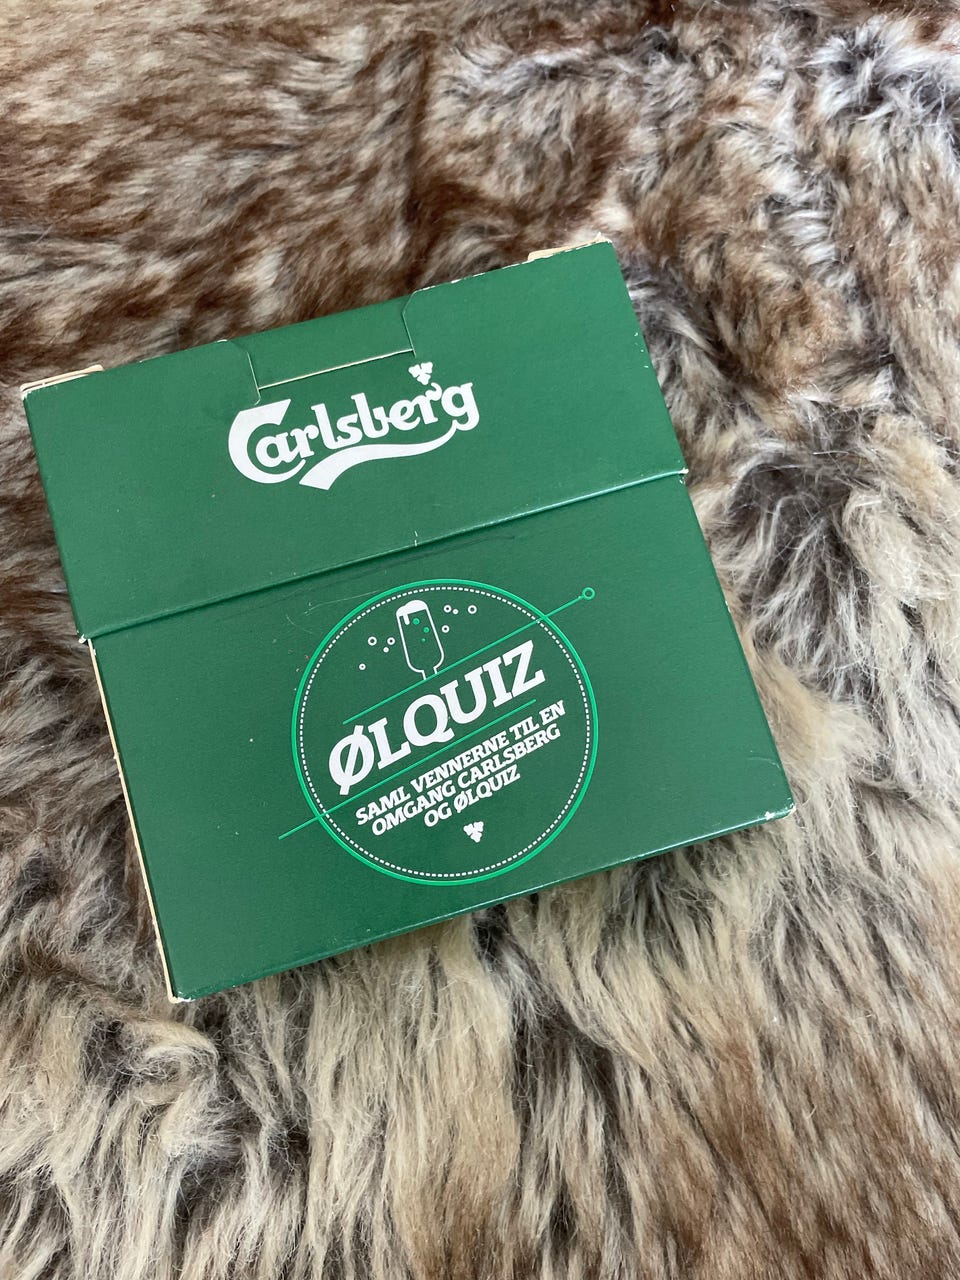 Carlsberg
ØLQUIZ
SAML VENNERNE TIL EN
OMGANG CARLSBERG
OG ØLQUIZ